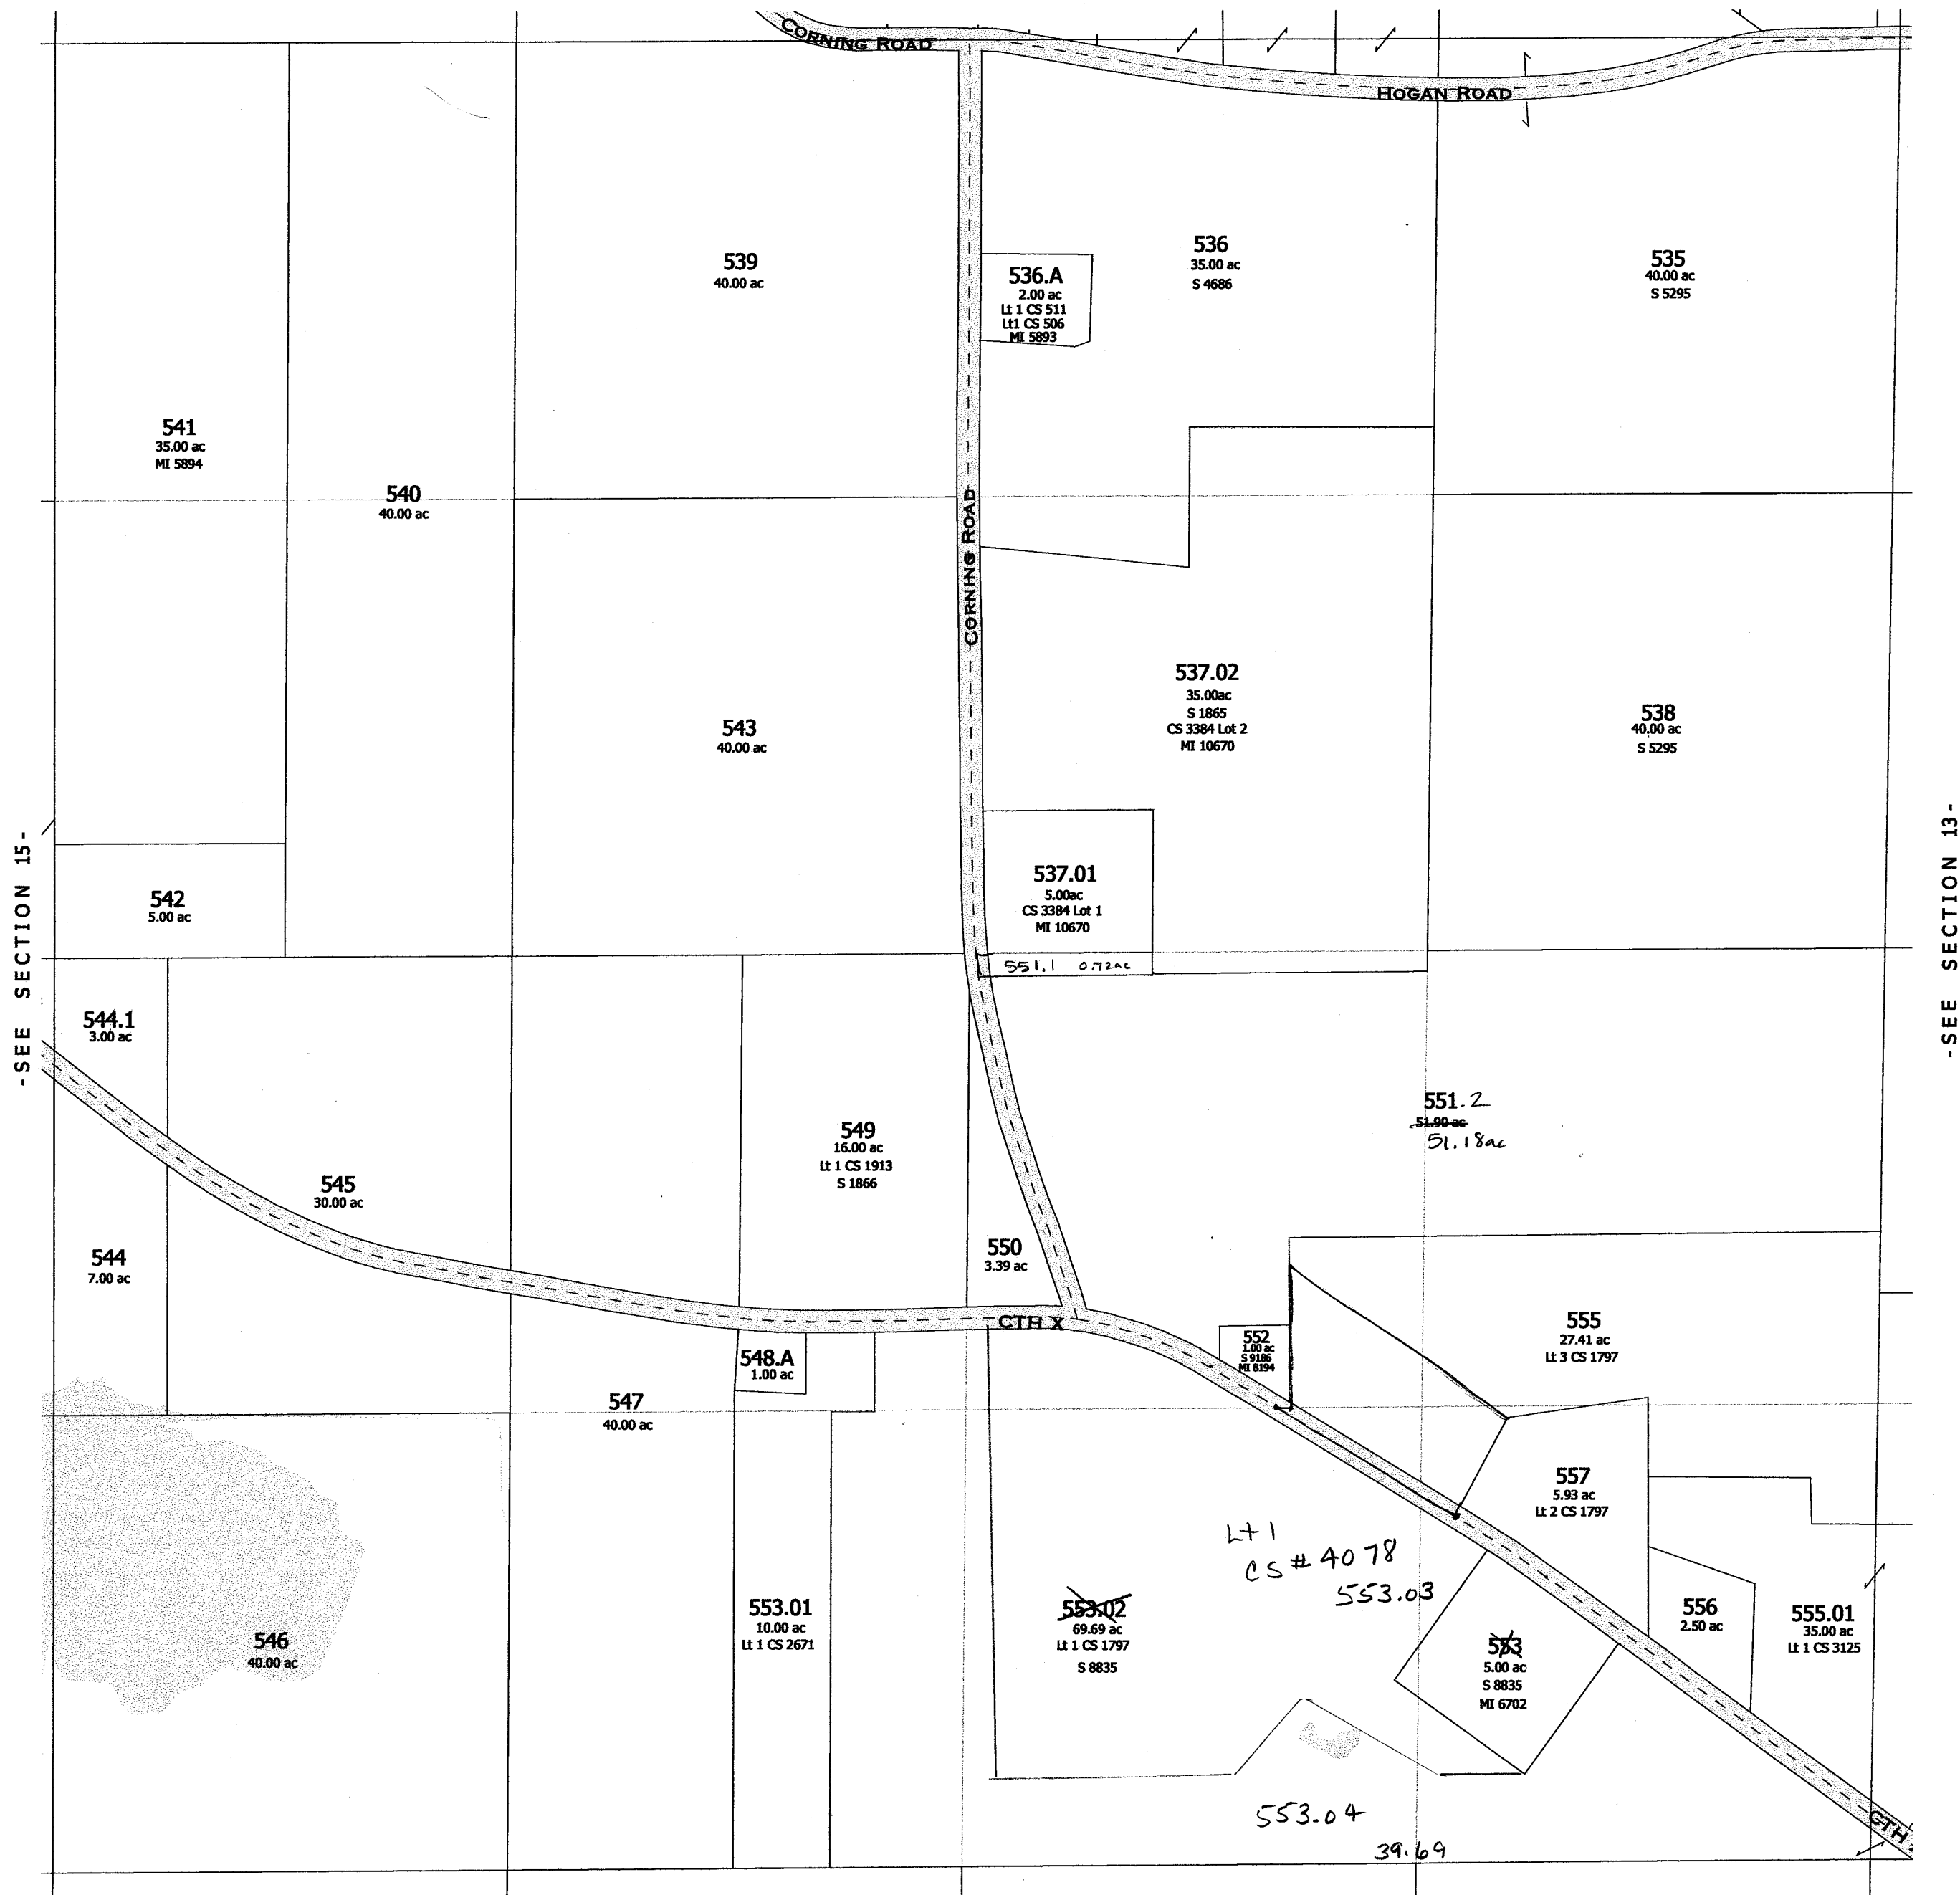 CORNING ROAD
HOGAN ROAD
539
40.00 ac
536.A
2.00 ac
Lt 1 CS 511
Lt1 CS 506
MI 5893
536
35.00 ac
S 4686
535
40.00 ac
S 5295
541
35.00 ac
MI 5894
540
40.00 ac
CORNING ROAD
543
40.00 ac
537.02
35.00ac
S 1865
CS 3384 Lot 2
MI 10670
538
40.00 ac
S 5295
-SEE SECTION 15-
-SEE SECTION 13-
542
5.00 ac
537.01
5.00ac
CS 3384 Lot 1
MI 10670
551.1 0.72ac
544.1
3.00 ac
551.2
51.90 ac
51.18ac
549
16.00 ac
Lt 1 CS 1913
S 1866
545
30.00 ac
550
3.39 ac
544
7.00 ac
CTH X
552
1.00 ac
S 9186
MI 8194
555
27.41 ac
Lt 3 CS 1797
548.A
1.00 ac
547
40.00 ac
557
5.93 ac
Lt 2 CS 1797
Lt 1
CS # 4078
553.03
546
40.00 ac
553.01
10.00 ac
Lt 1 CS 2671
553.02
69.69 ac
Lt 1 CS 1797
S 8835
553
5.00 ac
S 8835
MI 6702
556
2.50 ac
555.01
35.00 ac
Lt 1 CS 3125
553.04
39.69
CTH